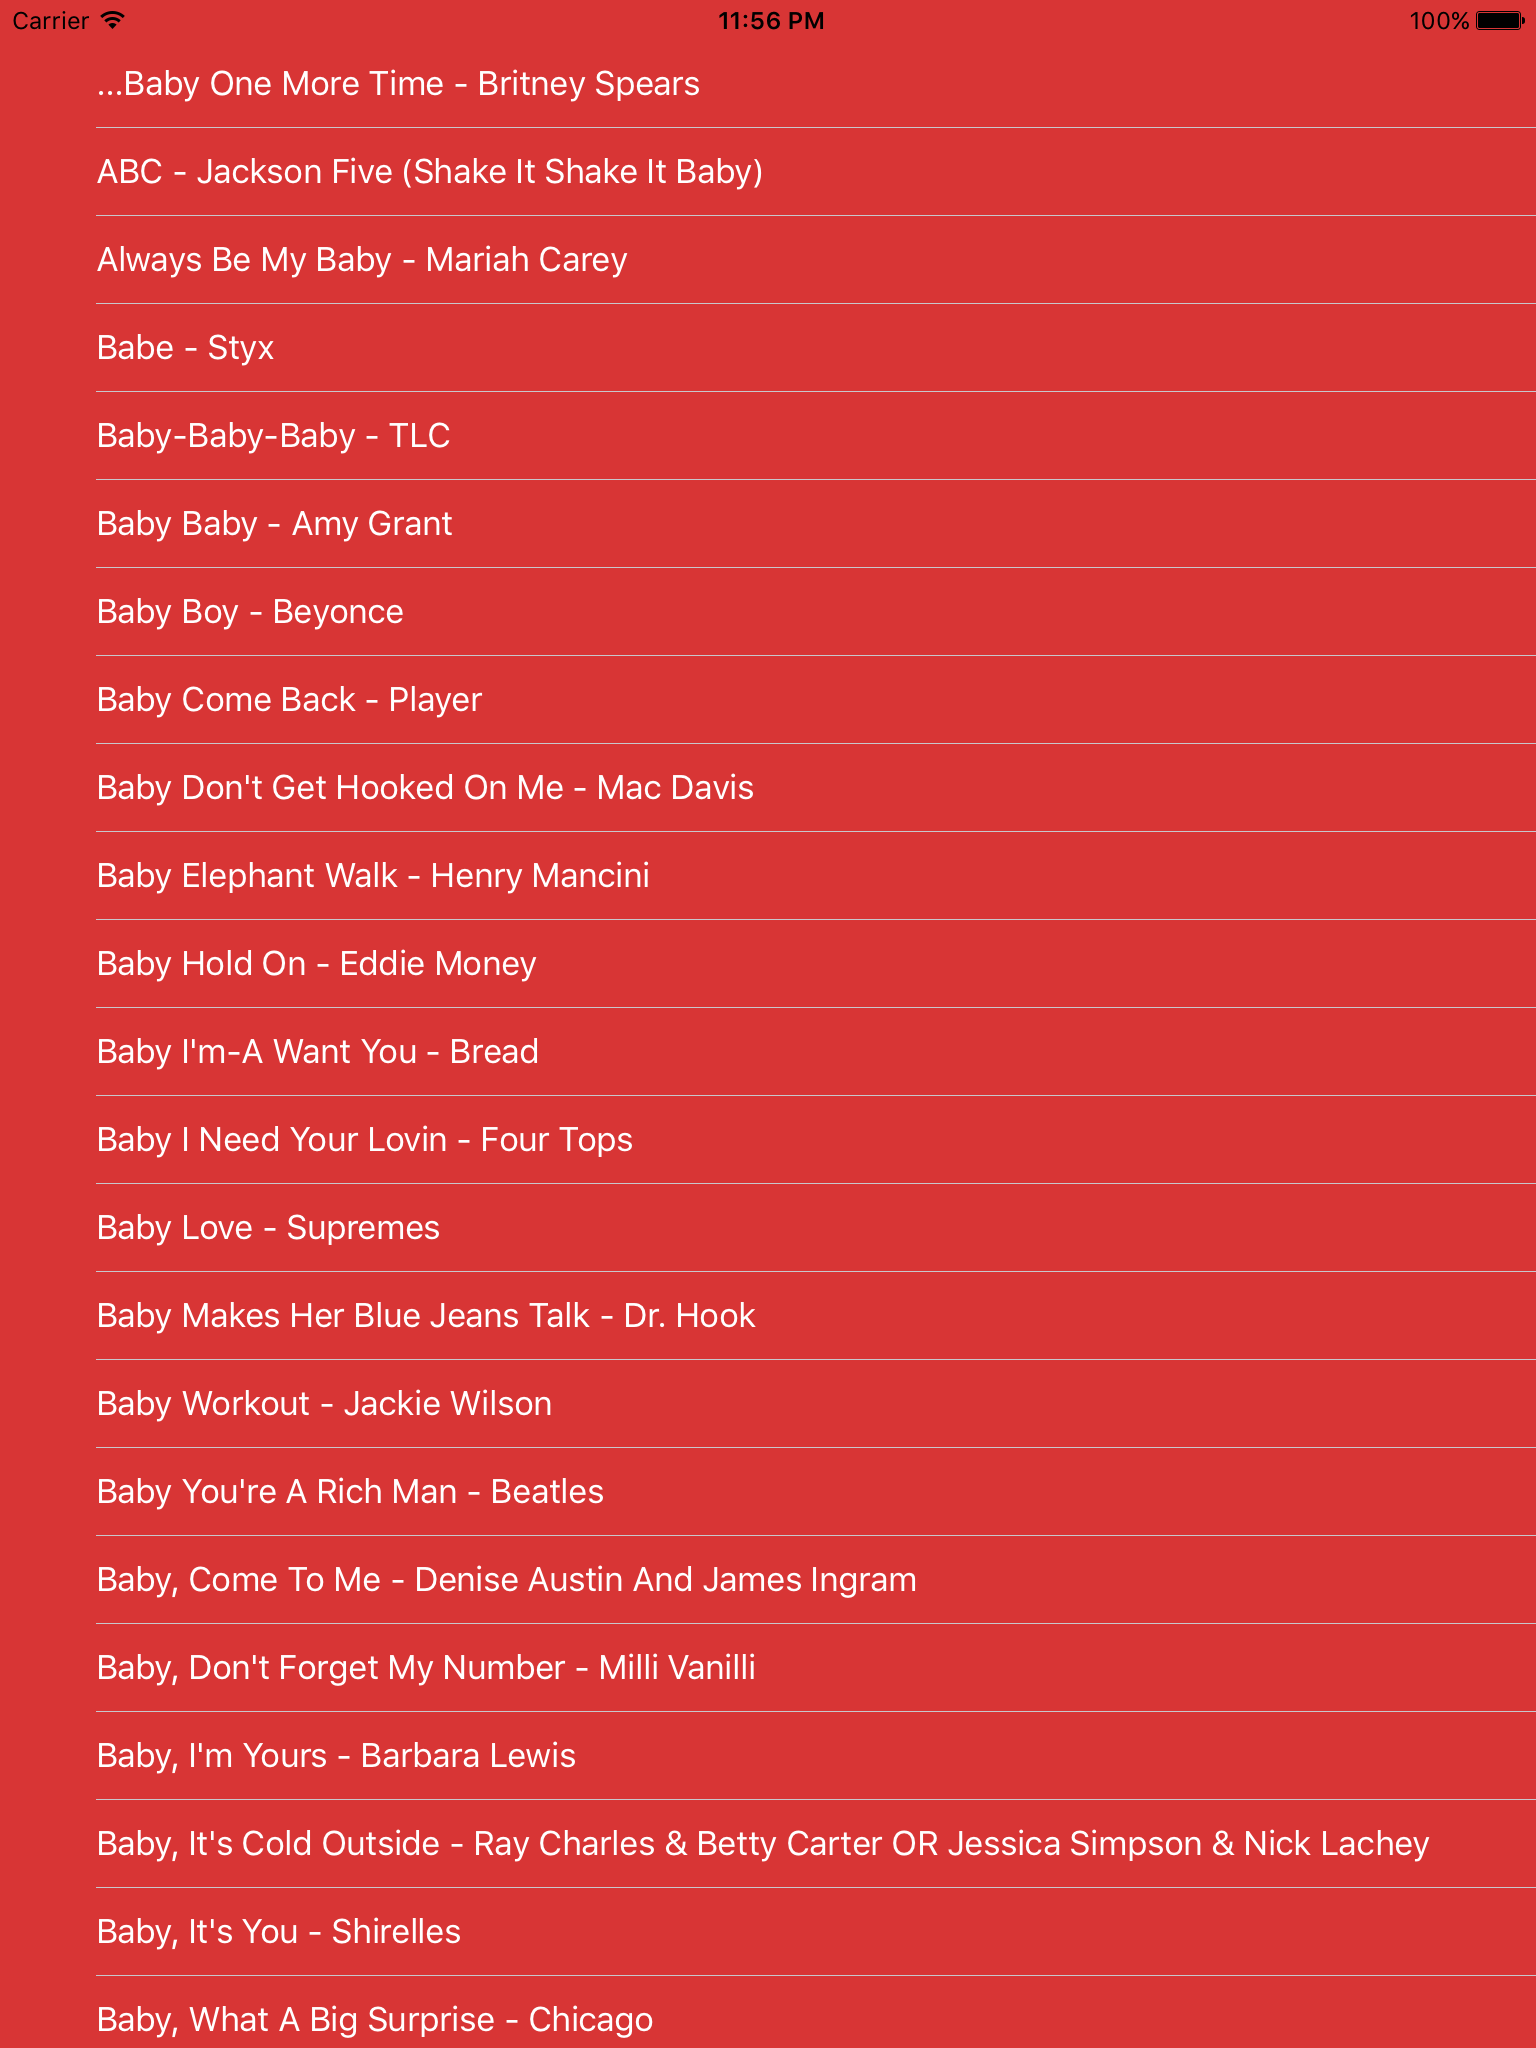 Carrier 11:56 PM 100%
...Baby One More Time - Britney Spears
ABC - Jackson Five (Shake It Shake It Baby)
Always Be My Baby - Mariah Carey
Babe - Styx
Baby-Baby-Baby - TLC
Baby Baby - Amy Grant
Baby Boy - Beyonce
Baby Come Back - Player
Baby Don't Get Hooked On Me - Mac Davis
Baby Elephant Walk - Henry Mancini
Baby Hold On - Eddie Money
Baby I'm-A Want You - Bread
Baby I Need Your Lovin - Four Tops
Baby Love - Supremes
Baby Makes Her Blue Jeans Talk - Dr. Hook
Baby Workout - Jackie Wilson
Baby You're A Rich Man - Beatles
Baby, Come To Me - Denise Austin And James Ingram
Baby, Don't Forget My Number - Milli Vanilli
Baby, I'm Yours - Barbara Lewis
Baby, It's Cold Outside - Ray Charles & Betty Carter OR Jessica Simpson & Nick Lachey
Baby, It's You - Shirelles
Baby, What A Big Surprise - Chicago